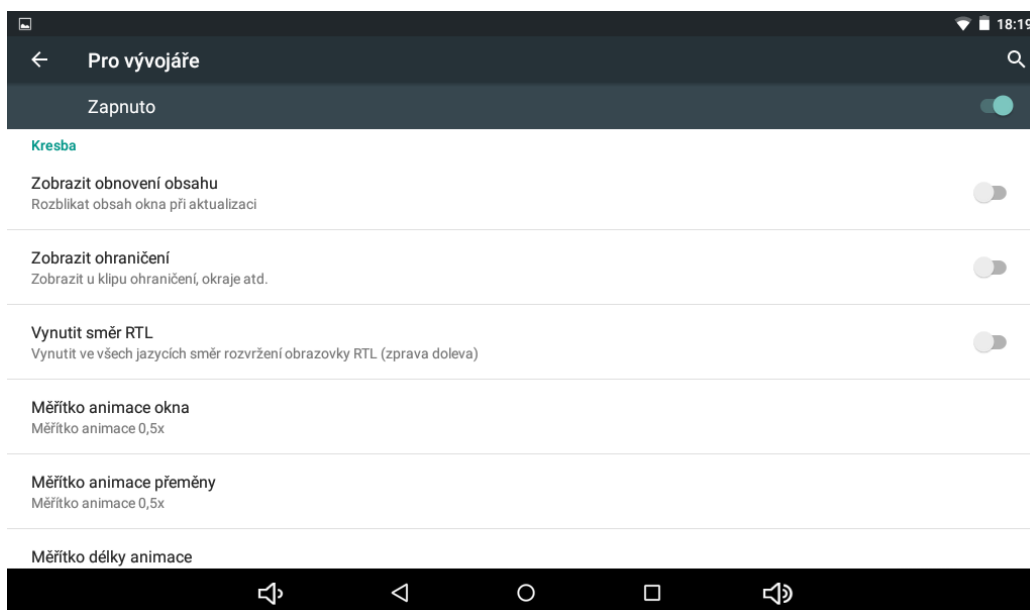 18:19
Pro vývojáře
Zapnuto
Kresba
Zobrazit obnovení obsahu
Rozblikat obsah okna při aktualizaci
Zobrazit ohraničení
Zobrazit u klipu ohraničení, okraje atd.
Vynutit směr RTL
Vynutit ve všech jazycích směr rozvržení obrazovky RTL (zprava doleva)
Měřítko animace okna
Měřítko animace 0,5x
Měřítko animace přeměny
Měřítko animace 0,5x
Měřítko délky animace